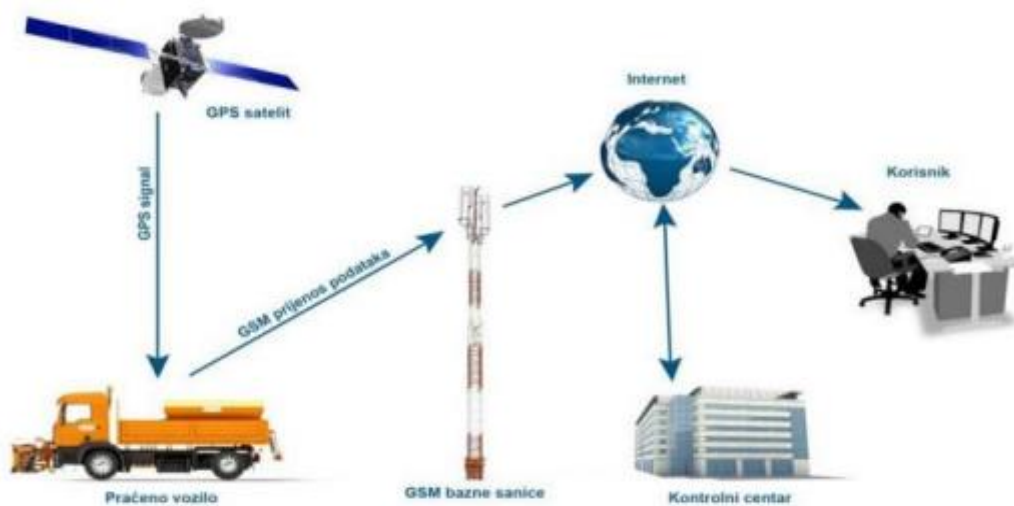 GPS satelit
Internet
Korisnik
GPS signal
GSM prijenos podataka
Praćeno vozilo
GSM bazne sanice
Kontrolni centar